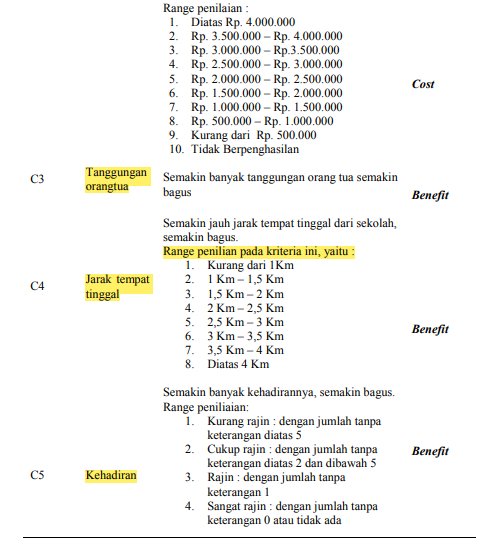 Range penilaian :
1. Diatas Rp. 4.000.000
2. Rp. 3.500.000 – Rp. 4.000.000
3. Rp. 3.000.000 – Rp.3.500.000
4. Rp. 2.500.000 – Rp. 3.000.000
5. Rp. 2.000.000 – Rp. 2.500.000
6. Rp. 1.500.000 – Rp. 2.000.000
7. Rp. 1.000.000 – Rp. 1.500.000
8. Rp. 500.000 – Rp. 1.000.000
9. Kurang dari Rp. 500.000
10. Tidak Berpenghasilan
Cost
C3
Tanggungan
orangtua
Semakin banyak tanggungan orang tua semakin
bagus
Benefit
C4
Jarak tempat
tinggal
Semakin jauh jarak tempat tinggal dari sekolah,
semakin bagus.
Range penilian pada kriteria ini, yaitu :
1. Kurang dari 1Km
2. 1 Km – 1,5 Km
3. 1,5 Km – 2 Km
4. 2 Km – 2,5 Km
5. 2,5 Km – 3 Km
6. 3 Km – 3,5 Km
7. 3,5 Km – 4 Km
8. Diatas 4 Km
Benefit
C5
Kehadiran
Semakin banyak kehadirannya, semakin bagus.
Range peniliaian:
1. Kurang rajin : dengan jumlah tanpa
keterangan diatas 5
2. Cukup rajin : dengan jumlah tanpa
keterangan diatas 2 dan dibawah 5
3. Rajin : dengan jumlah tanpa
keterangan 1
4. Sangat rajin : dengan jumlah tanpa
keterangan 0 atau tidak ada
Benefit